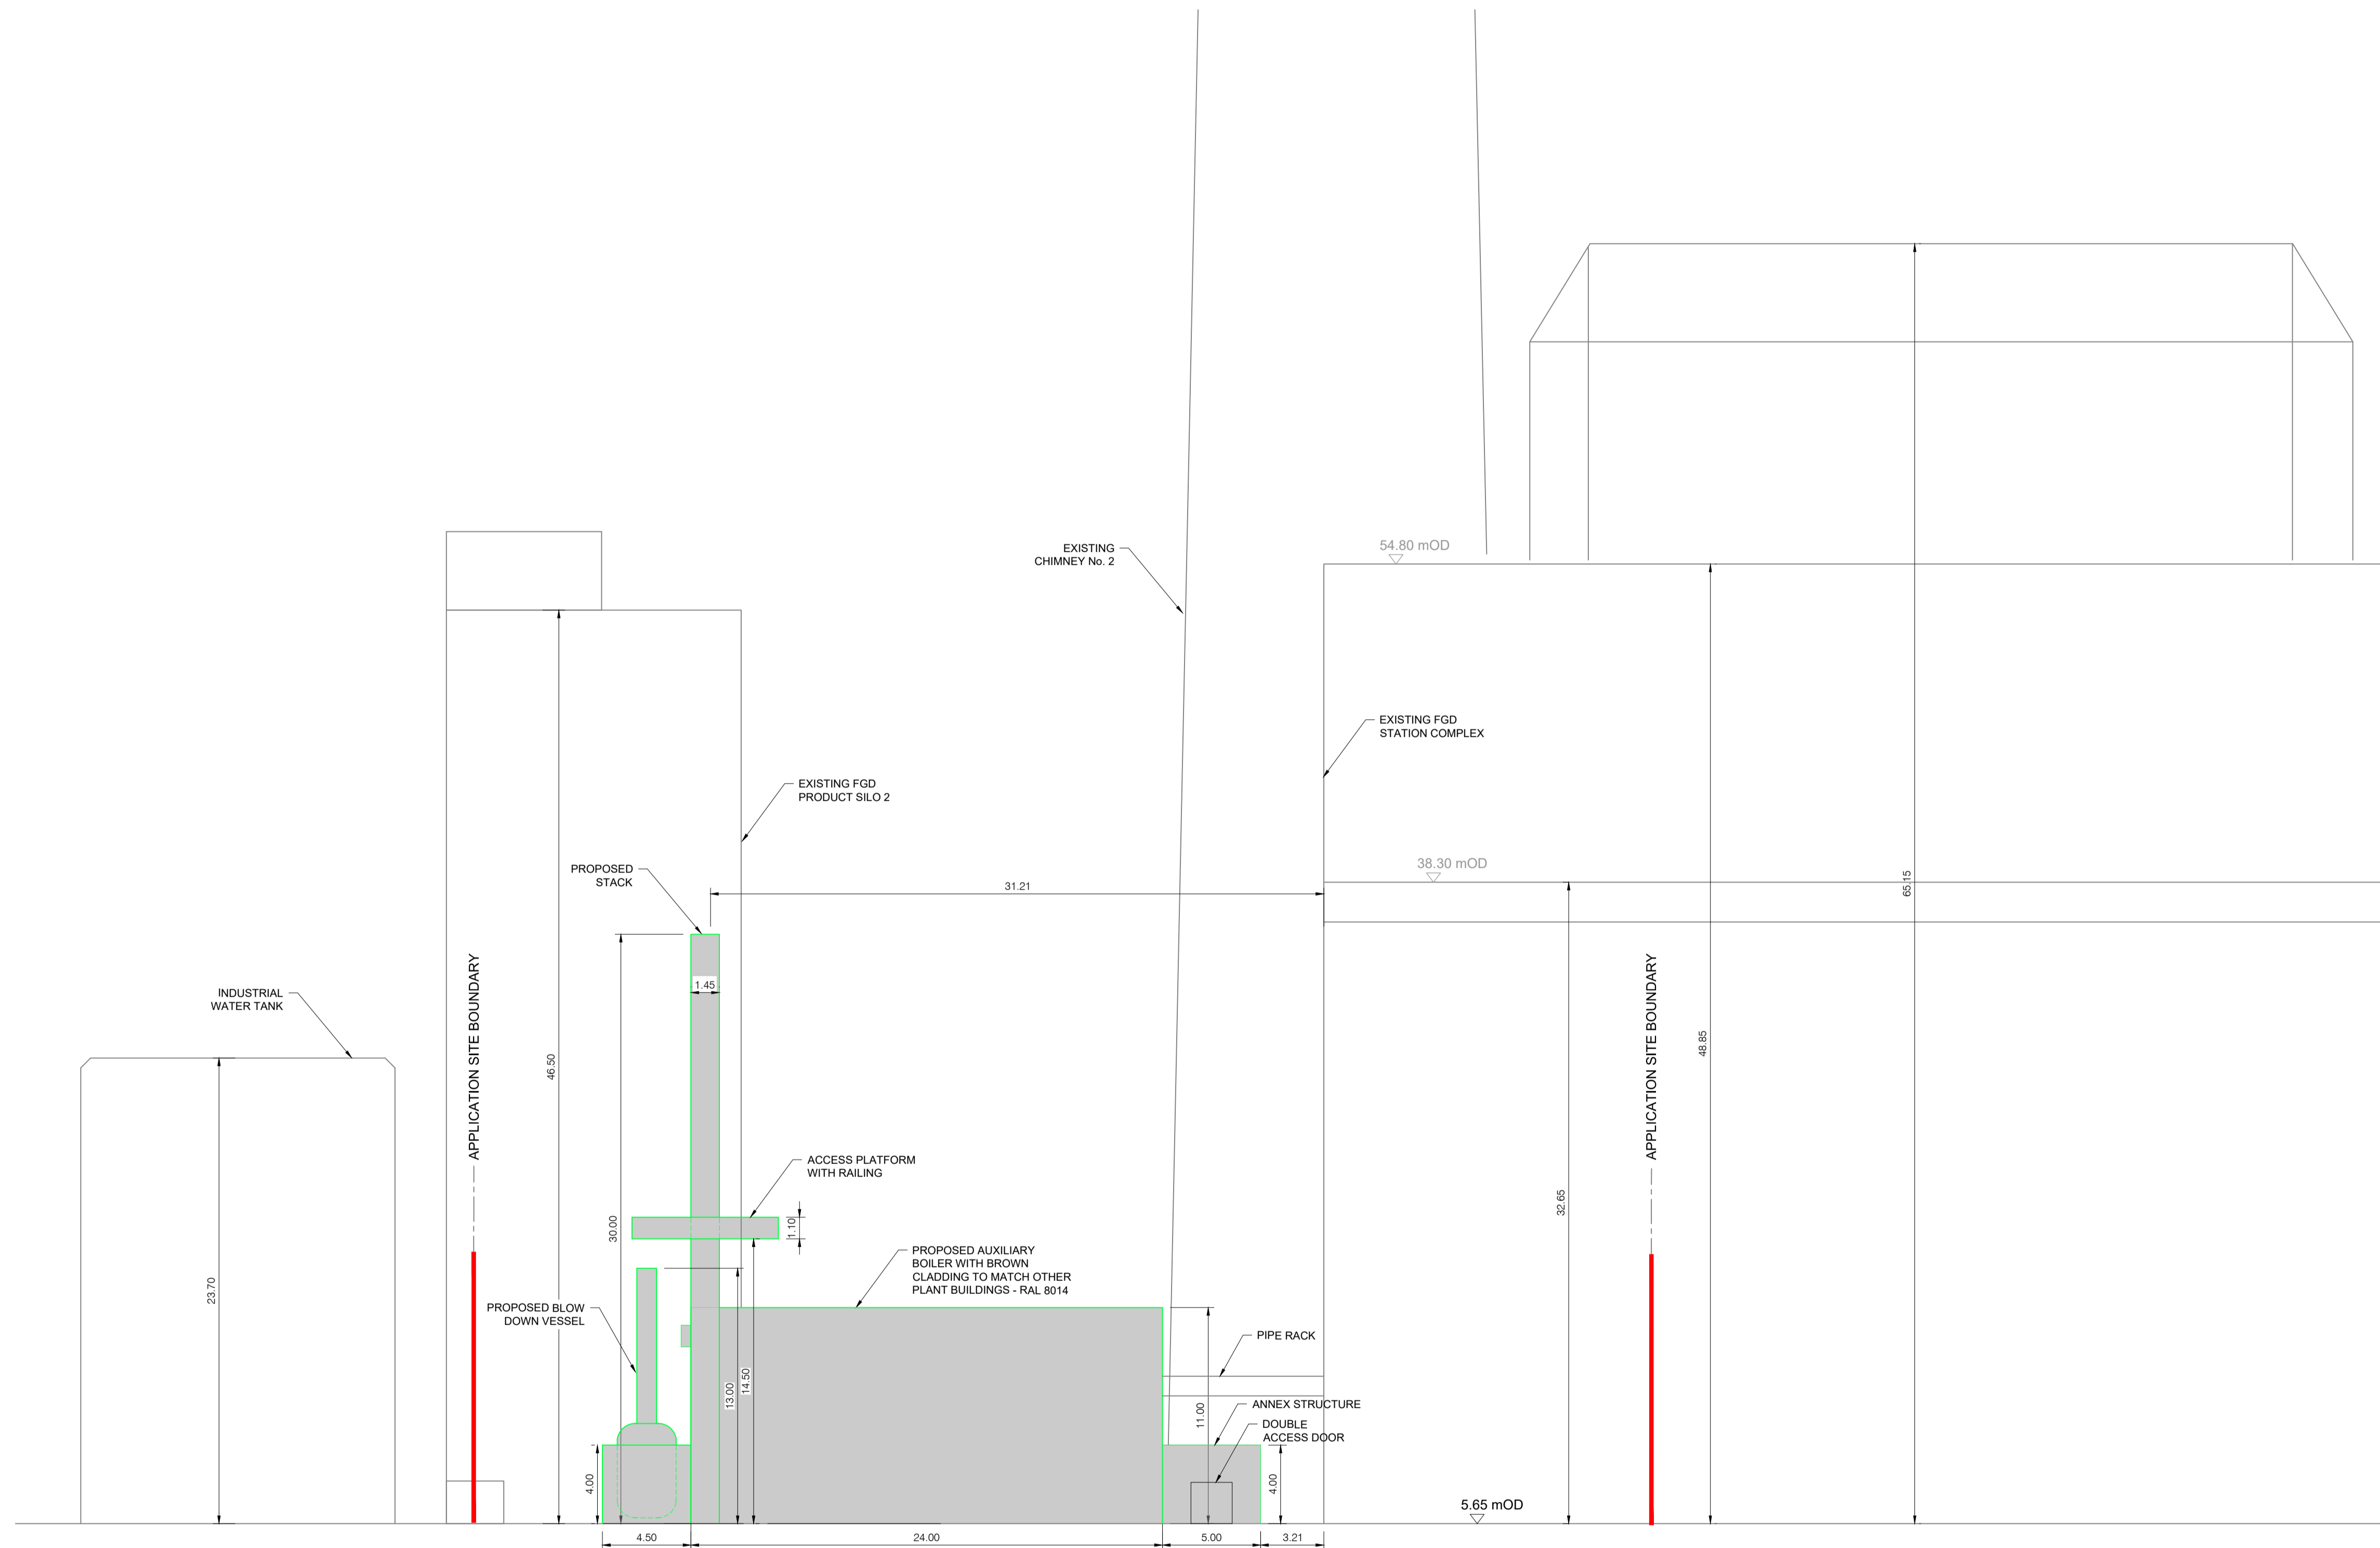 EXISTING
CHIMNEY No. 2
54.80 mOD
EXISTING FGD
STATION COMPLEX
EXISTING FGD
PRODUCT SILO 2
PROPOSED
STACK
31.21
38.30 mOD
65.15
1.45
INDUSTRIAL
WATER TANK
APPLICATION SITE BOUNDARY
46.50
APPLICATION SITE BOUNDARY
48.85
ACCESS PLATFORM
WITH RAILING
30.00
1.10
32.65
PROPOSED AUXILIARY
BOILER WITH BROWN
CLADDING TO MATCH OTHER
PLANT BUILDINGS - RAL 8014
23.70
PROPOSED BLOW
DOWN VESSEL
PIPE RACK
13.00
14.50
11.00
ANNEX STRUCTURE
DOUBLE
ACCESS DOOR
4.00
4.00
5.65 mOD
4.50
24.00
5.00
3.21